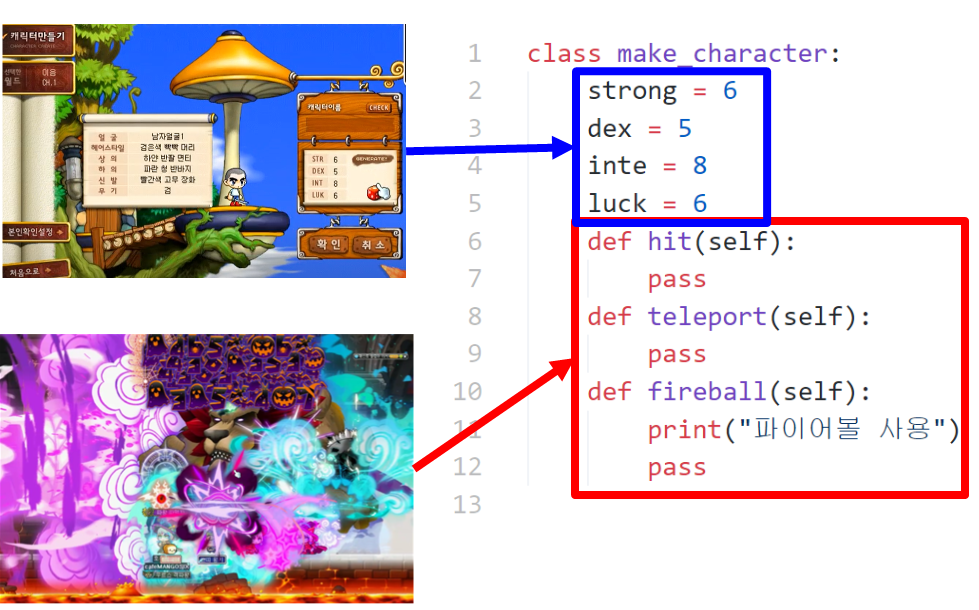 캐릭터만들기
CHARACTER CREATE
선택한
월드
이음
CH.1
캐릭터이름
CHECK
얼 굴 남자얼굴1
헤어스타일 검은색 빡빡 머리
상 의 하얀 반팔 면티
하 의 파란 청 반바지
신 발 빨간색 고무 장화
무 기 검
STR 6
DEX 5
INT 8
LUK 6
GENERATE!
확 인
취 소
본인확인설정
처음으로
1 class make_character:
2 strong = 6
3 dex = 5
4 inte = 8
5 luck = 6
6 def hit(self):
7 pass
8 def teleport(self):
9 pass
10 def fireball(self):
11 print("파이어볼 사용")
12 pass
13